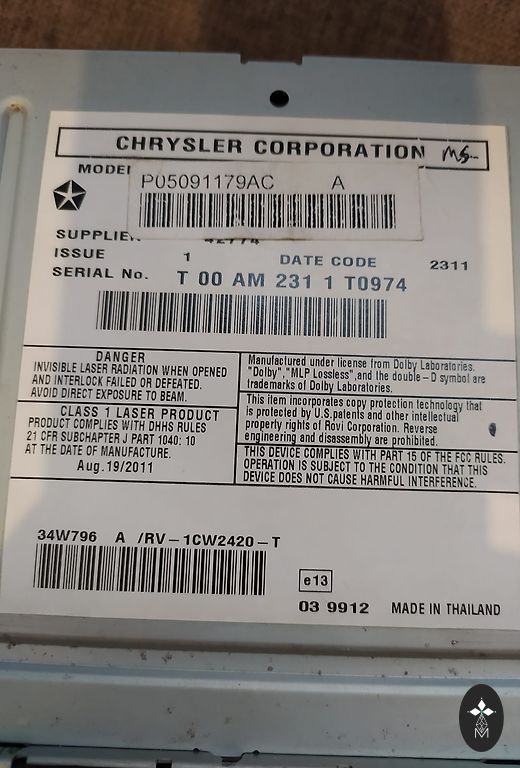 CHRYSLER CORPORATION
P05091179AC A
SUPPLIER
ISSUE 1 DATE CODE 2311
SERIAL No. T 00 AM 231 1 T0974
DANGER
INVISIBLE LASER RADIATION WHEN OPENED
AND INTERLOCK FAILED OR DEFEATED.
AVOID DIRECT EXPOSURE TO BEAM.
CLASS 1 LASER PRODUCT
PRODUCT COMPLIES WITH DHHS RULES
21 CFR SUBCHAPTER J PART 1040: 10
AT THE DATE OF MANUFACTURE.
Aug.19/2011
Manufactured under license from Dolby Laboratories.
"Dolby","MLP Lossless",and the double-D symbol are
trademarks of Dolby Laboratories.
This item incorporates copy protection technology that
is protected by U.S.patents and other intellectual
property rights of Rovi Corporation. Reverse
engineering and disassembly are prohibited.
THIS DEVICE COMPLIES WITH PART 15 OF THE FCC RULES.
OPERATION IS SUBJECT TO THE CONDITION THAT THIS
DEVICE DOES NOT CAUSE HARMFUL INTERFERENCE.
34W796 A /RV-1CW2420-T
e13
03 9912 MADE IN THAILAND